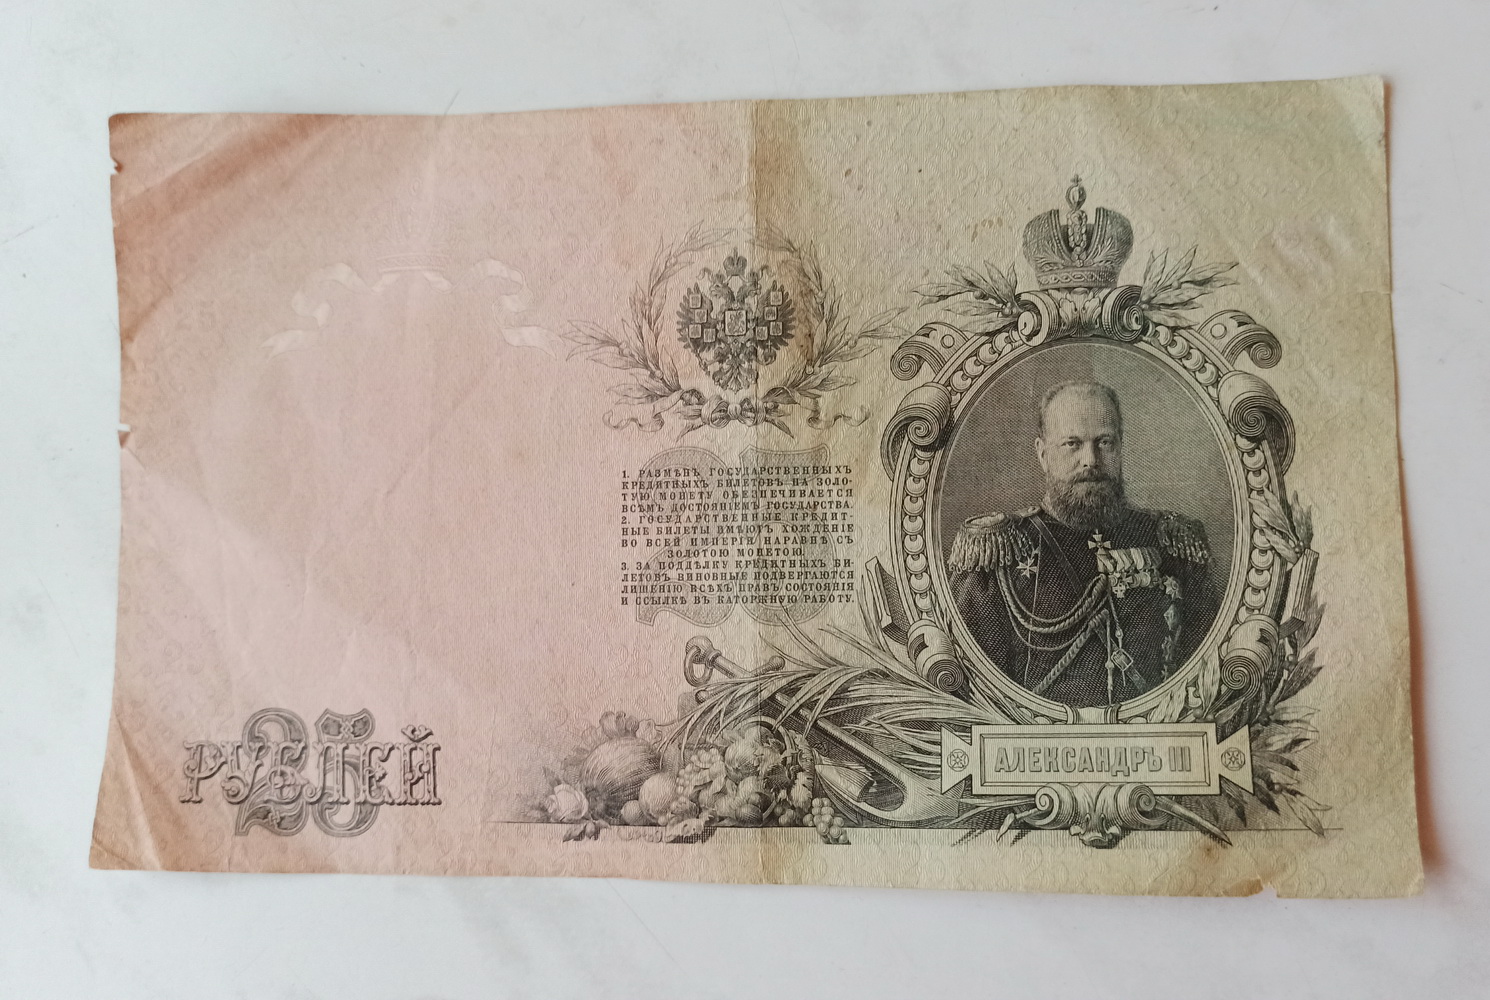 1. РАЗМѢНЪ ГОСУДАРСТВЕННЫХЪ
КРЕДИТНЫХЪ БИЛЕТОВЪ НА ЗОЛО-
ТУЮ МОНЕТУ ОБЕЗПЕЧИВАЕТСЯ
ВСѢМЪ ДОСТОЯНІЕМЪ ГОСУДАРСТВА.
2. ГОСУДАРСТВЕННЫЕ КРЕДИТ-
НЫЕ БИЛЕТЫ ИМѢЮТЪ ХОЖДЕНІЕ
ВО ВСЕЙ ИМПЕРІИ НАРАВНѢ СЪ
ЗОЛОТОЮ МОНЕТОЮ.
3. ЗА ПОДДѢЛКУ КРЕДИТНЫХЪ БИ-
ЛЕТОВЪ ВИНОВНЫЕ ПОДВЕРГАЮТСЯ
ЛИШЕНІЮ ВСѢХЪ ПРАВЪ СОСТОЯНІЯ
И ССЫЛКѢ ВЪ КАТОРЖНУЮ РАБОТУ.
25
25
РУБЛЕЙ
АЛЕКСАНДРЪ III